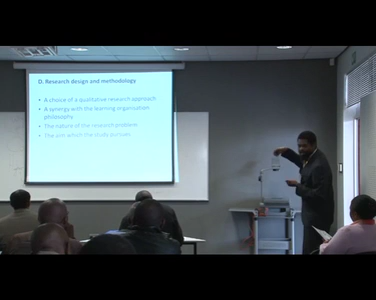 D. Research design and methodology
• A choice of a qualitative research approach
• A synergy with the learning organisation
philosophy
• The nature of the research problem
• The aim which the study pursues